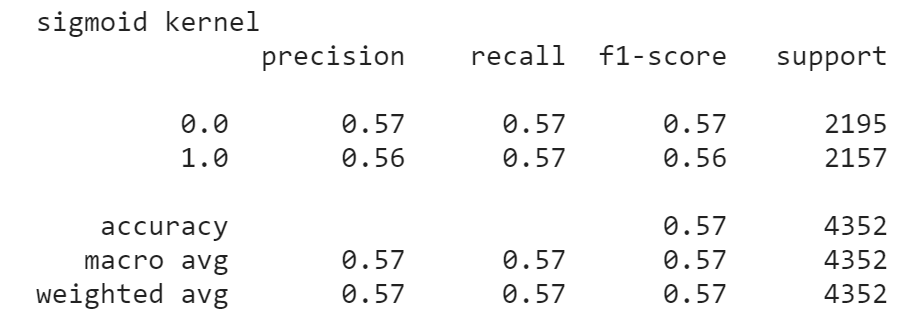 sigmoid kernel
precision recall f1-score support
0.0 0.57 0.57 0.57 2195
1.0 0.56 0.57 0.56 2157
accuracy 0.57 4352
macro avg 0.57 0.57 0.57 4352
weighted avg 0.57 0.57 0.57 4352